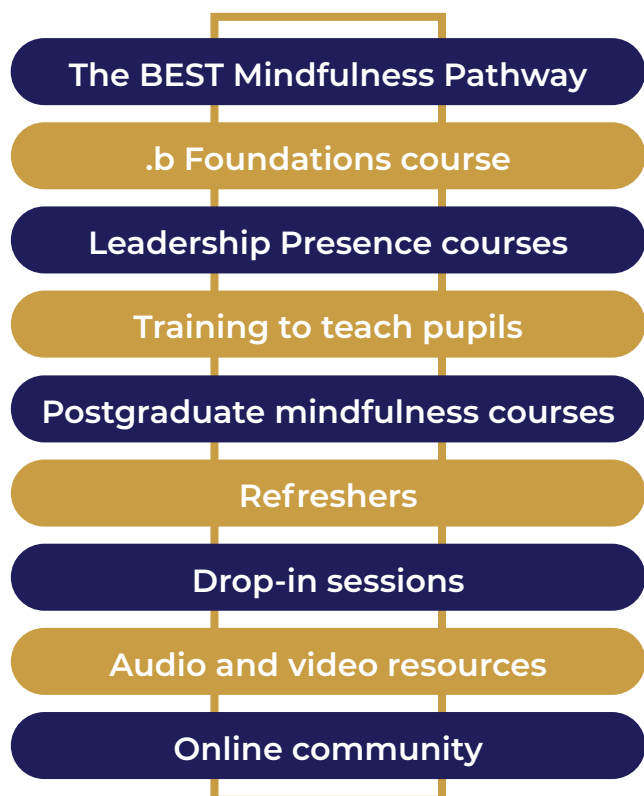 The BEST Mindfulness Pathway
.b Foundations course
Leadership Presence courses
Training to teach pupils
Postgraduate mindfulness courses
Refreshers
Drop-in sessions
Audio and video resources
Online community